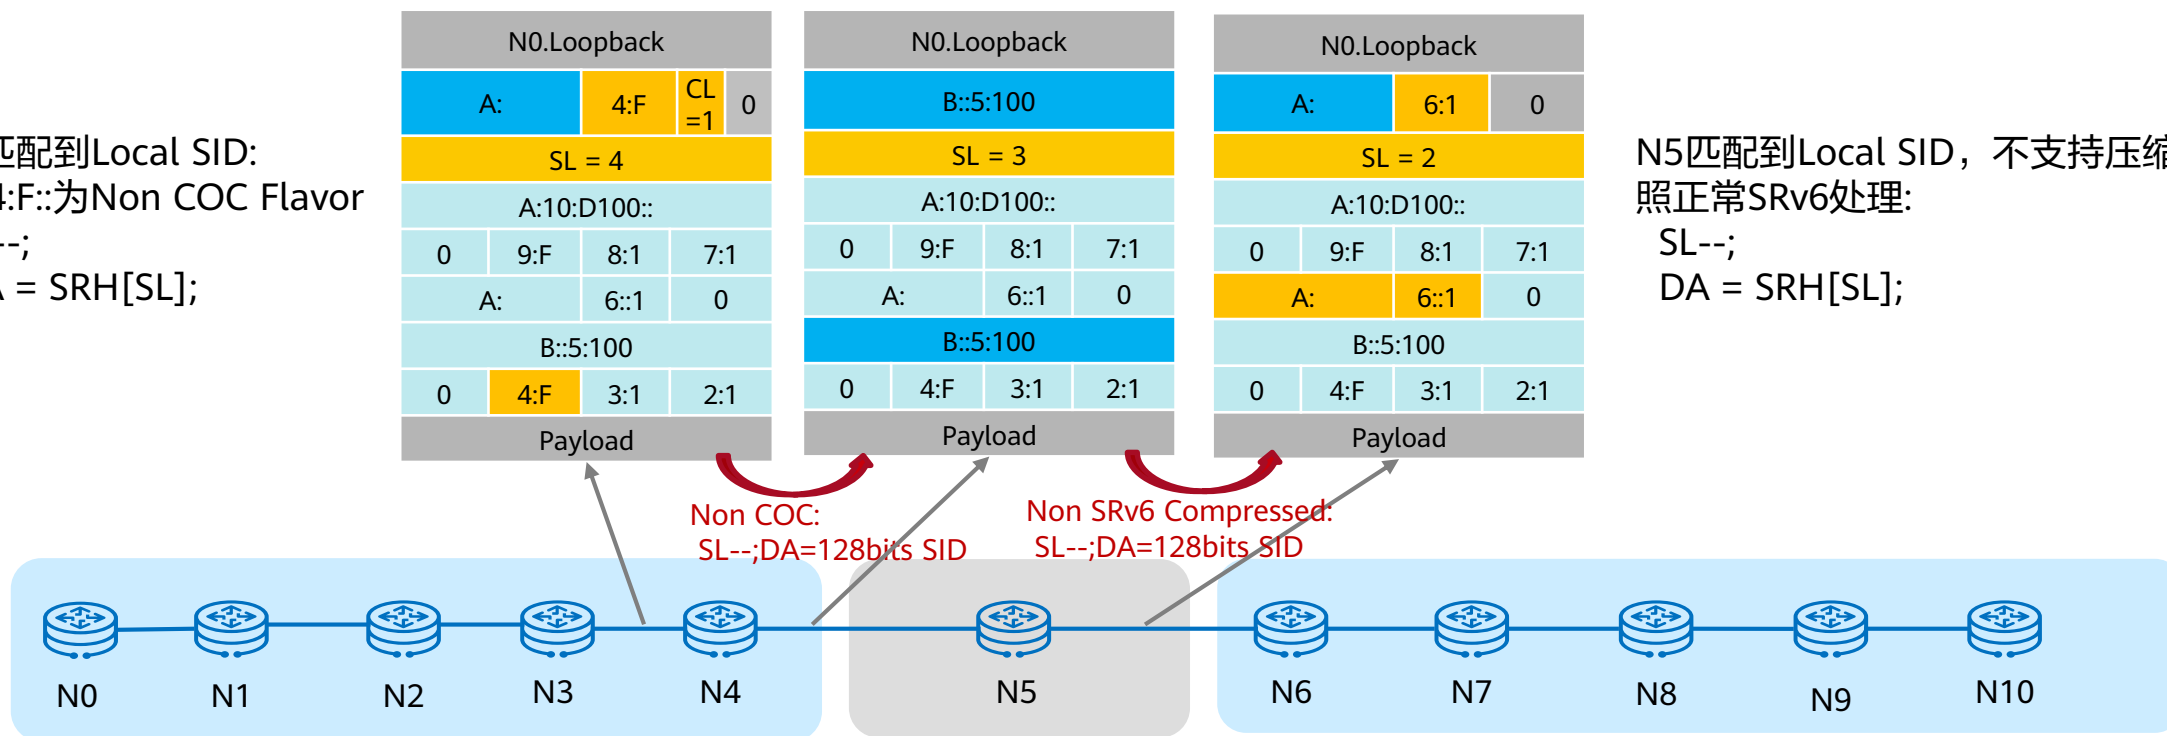 匹配到Local SID:
4:F::为Non COC Flavor
--;
= SRH[SL];
N0.Loopback
A: 4:F CL =1 0
SL = 4
A:10:D100::
0 9:F 8:1 7:1
A: 6::1 0
B::5:100
0 4:F 3:1 2:1
Payload
N0.Loopback
B::5:100
SL = 3
A:10:D100::
0 9:F 8:1 7:1
A: 6::1 0
B::5:100
0 4:F 3:1 2:1
Payload
N0.Loopback
A: 6:1 0
SL = 2
A:10:D100::
0 9:F 8:1 7:1
A: 6::1 0
B::5:100
0 4:F 3:1 2:1
Payload
N5匹配到Local SID，不支持压缩
照正常SRv6处理:
SL--;
DA = SRH[SL];
Non COC:
SL--;DA=128bits SID
Non SRv6 Compressed:
SL--;DA=128bits SID
N0 N1 N2 N3 N4 N5 N6 N7 N8 N9 N10